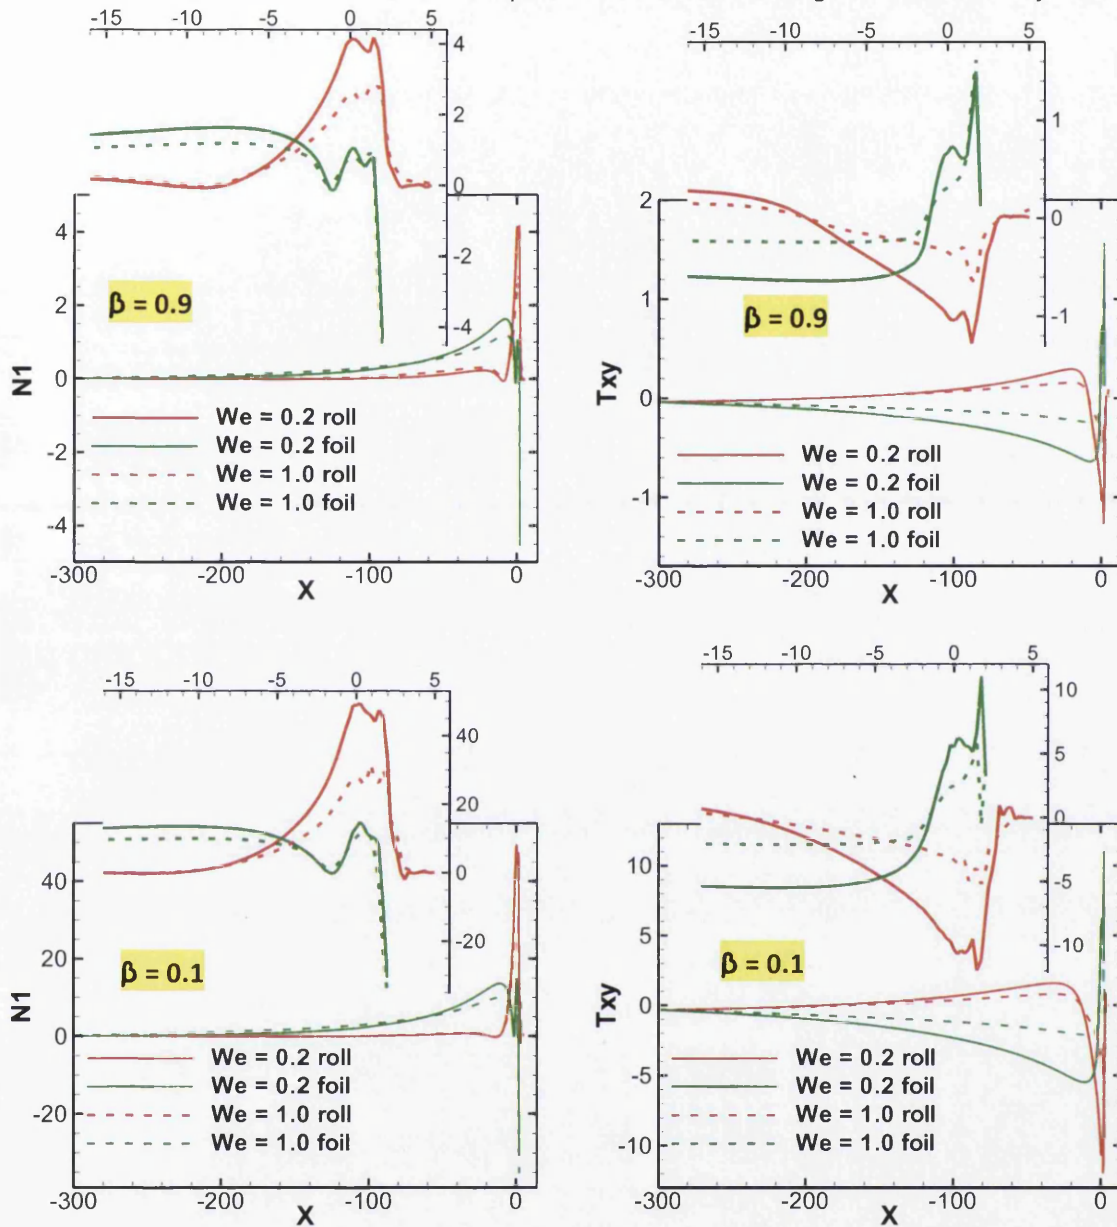 -15 -10 -5 0 5
4
2
0
-2
-4
4
2
0
-2
-4
N1
β = 0.9
We = 0.2 roll
We = 0.2 foil
We = 1.0 roll
We = 1.0 foil
-300 -200 -100 0
X
-15 -10 -5 0 5
1
0
-1
2
1
0
-1
Txy
β = 0.9
We = 0.2 roll
We = 0.2 foil
We = 1.0 roll
We = 1.0 foil
-300 -200 -100 0
X
-15 -10 -5 0 5
40
20
0
-20
40
20
0
-20
N1
β = 0.1
We = 0.2 roll
We = 0.2 foil
We = 1.0 roll
We = 1.0 foil
-300 -200 -100 0
X
-15 -10 -5 0 5
10
5
0
-5
-10
10
5
0
-5
10
Txy
β = 0.1
We = 0.2 roll
We = 0.2 foil
We = 1.0 roll
We = 1.0 foil
-300 -200 -100 0
X